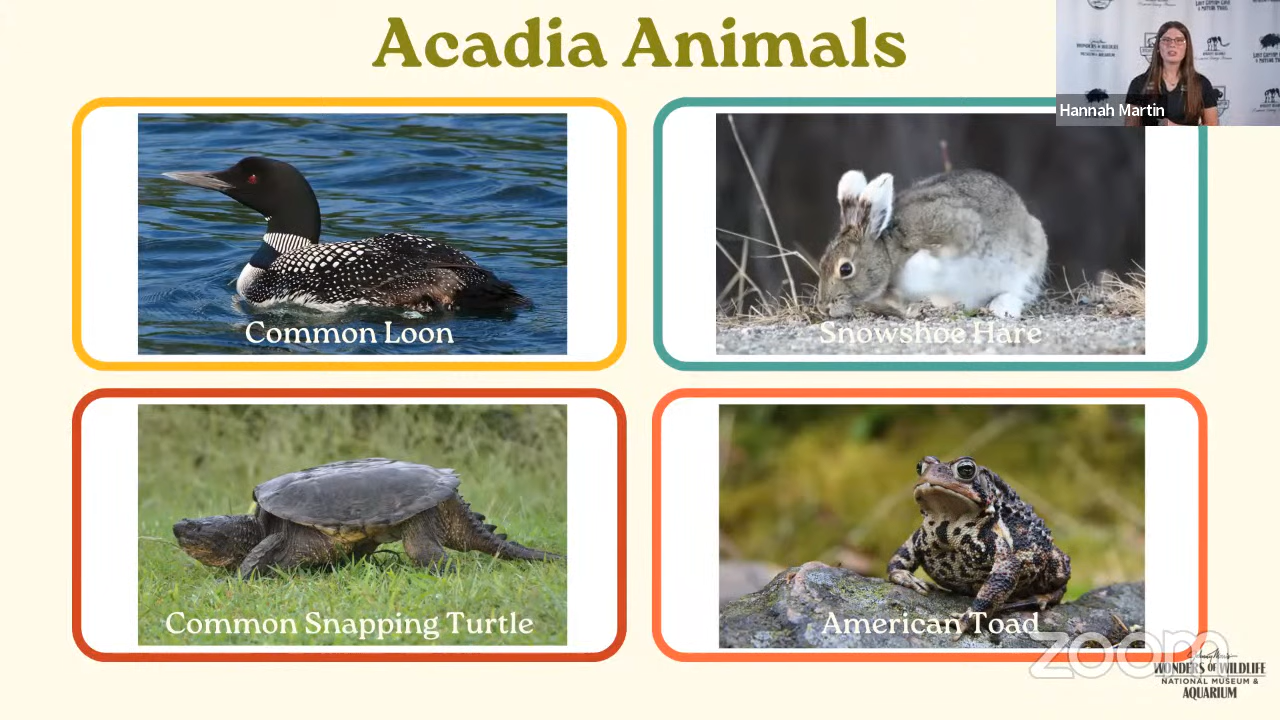 Acadia Animals
Hannah Martin
Common Loon
Snowshoe Hare
Common Snapping Turtle
American Toad
zoom
WONDERS OF WILDLIFE
NATIONAL MUSEUM &
AQUARIUM